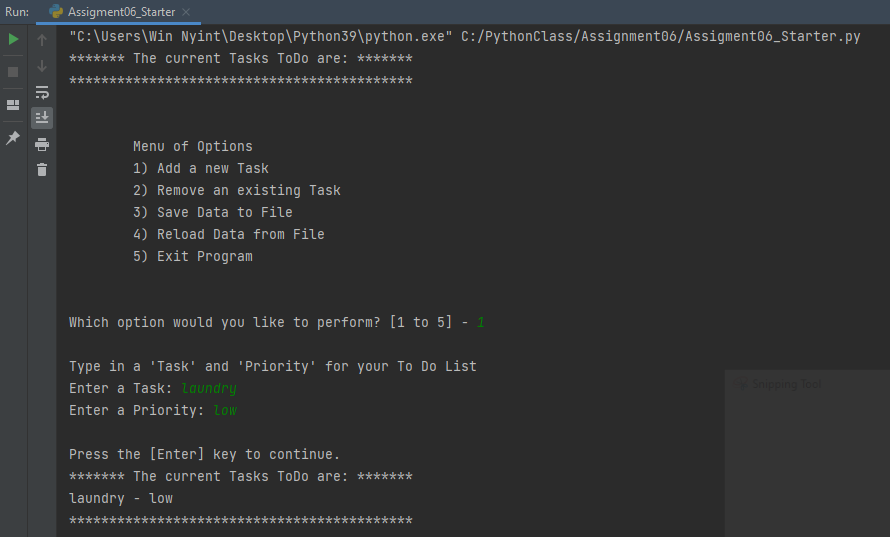 Run: Assigment06_Starter
"C:\Users\Win Nyint\Desktop\Python39\python.exe" C:/PythonClass/Assignment06/Assigment06_Starter.py
******* The current Tasks ToDo are: *******
*******************************************
Menu of Options
1) Add a new Task
2) Remove an existing Task
3) Save Data to File
4) Reload Data from File
5) Exit Program
Which option would you like to perform? [1 to 5] - 1
Type in a 'Task' and 'Priority' for your To Do List
Enter a Task: laundry
Enter a Priority: low
Snipping Tool
Press the [Enter] key to continue.
******* The current Tasks ToDo are: *******
laundry - low
*******************************************